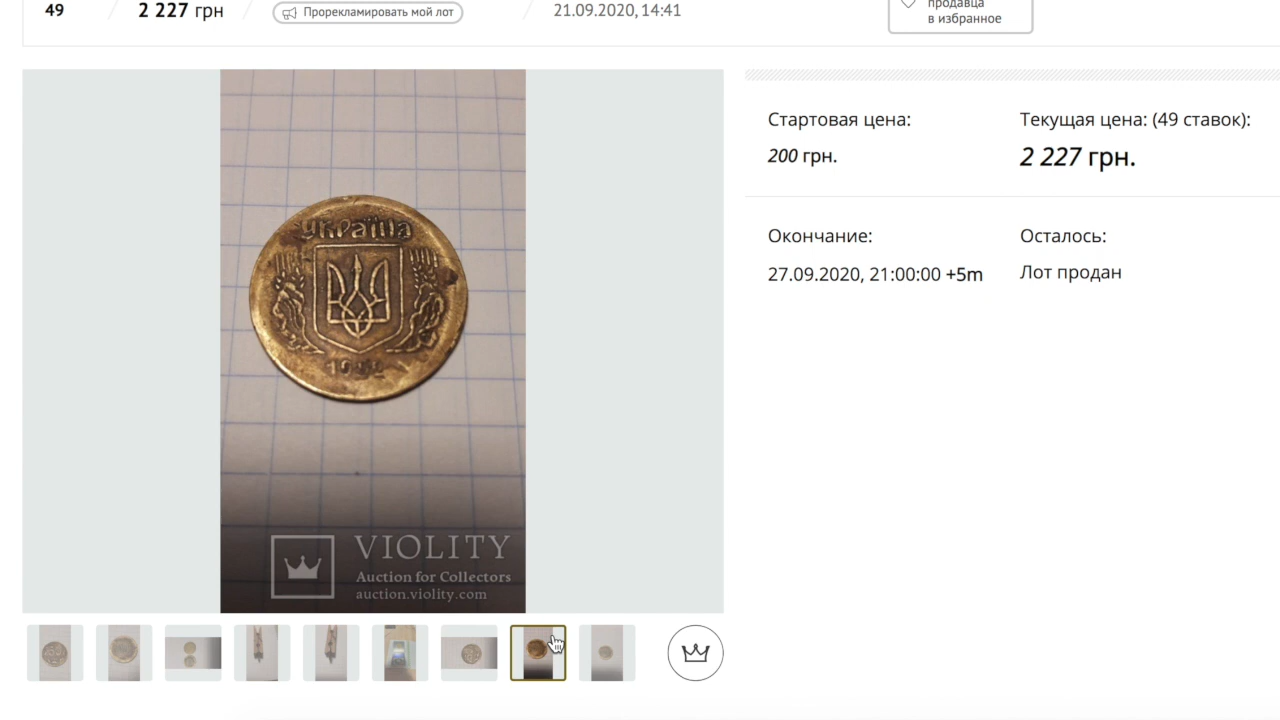 49
2 227 грн
Прорекламировать мой лот
21.09.2020, 14:41
продавца
в избранное
Стартовая цена:
200 грн.
Текущая цена: (49 ставок):
2 227 грн.
Окончание:
27.09.2020, 21:00:00 +5m
Осталось:
Лот продан
україна
1992
VIOLITY
Auction for Collectors
auction.violity.com